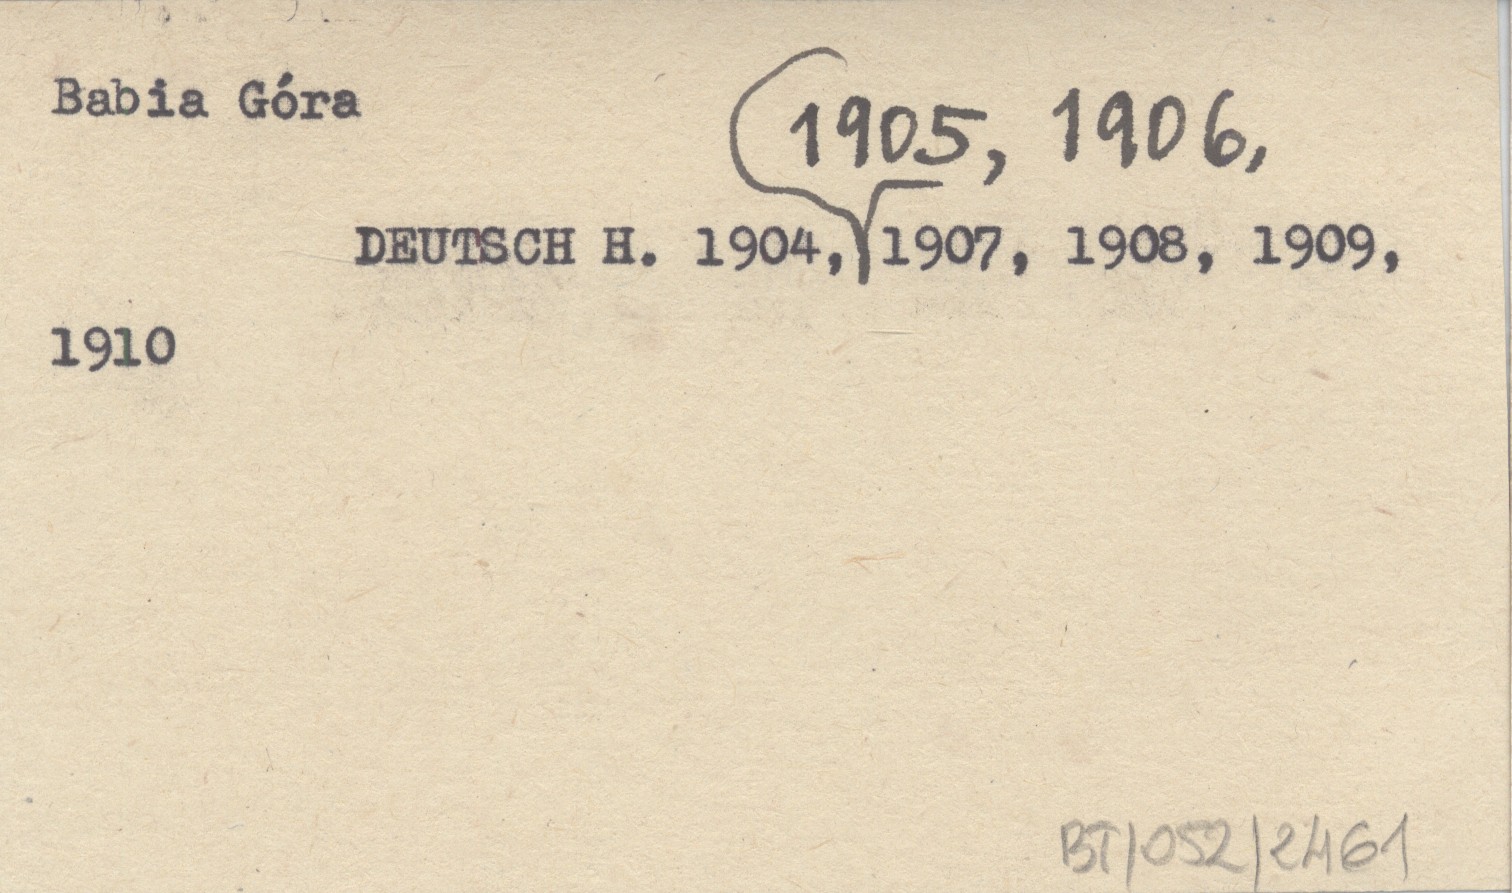 Babia Góra
1905, 1906,
DEUTSCH H. 1904, 1907, 1908, 1909,
1910
BT/052/2461